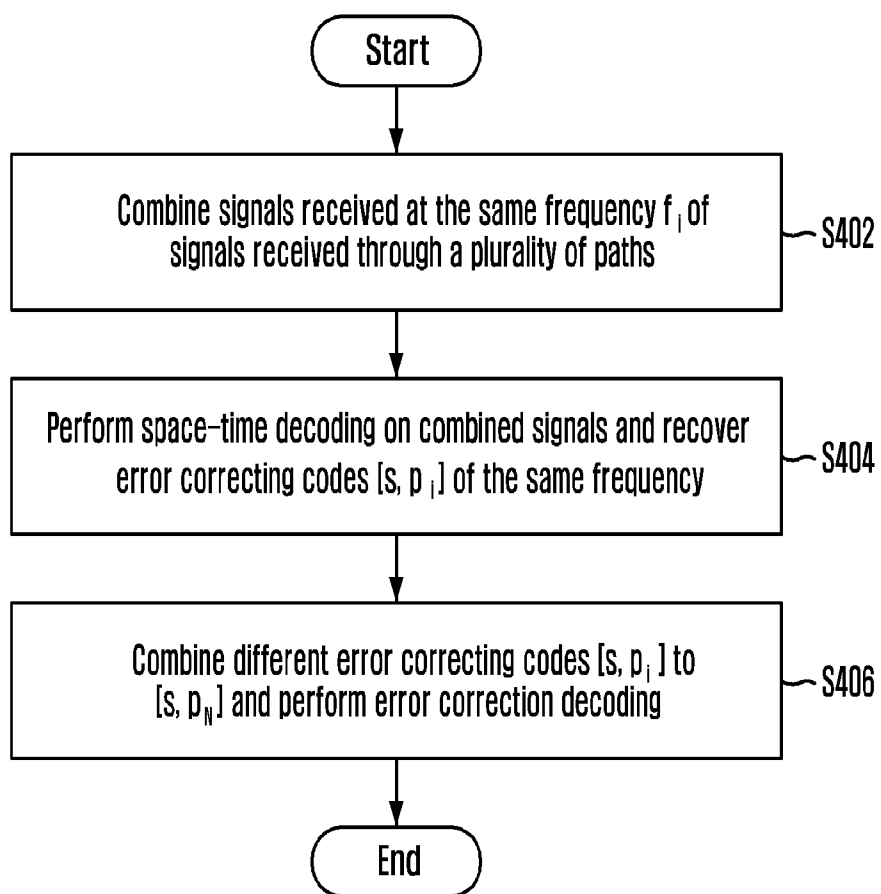 Start
Combine signals received at the same frequency f i of
signals received through a plurality of paths
S402
Perform space-time decoding on combined signals and recover
error correcting codes [s, p i] of the same frequency
S404
Combine different error correcting codes [s, p i] to
[s, p N] and perform error correction decoding
S406
End